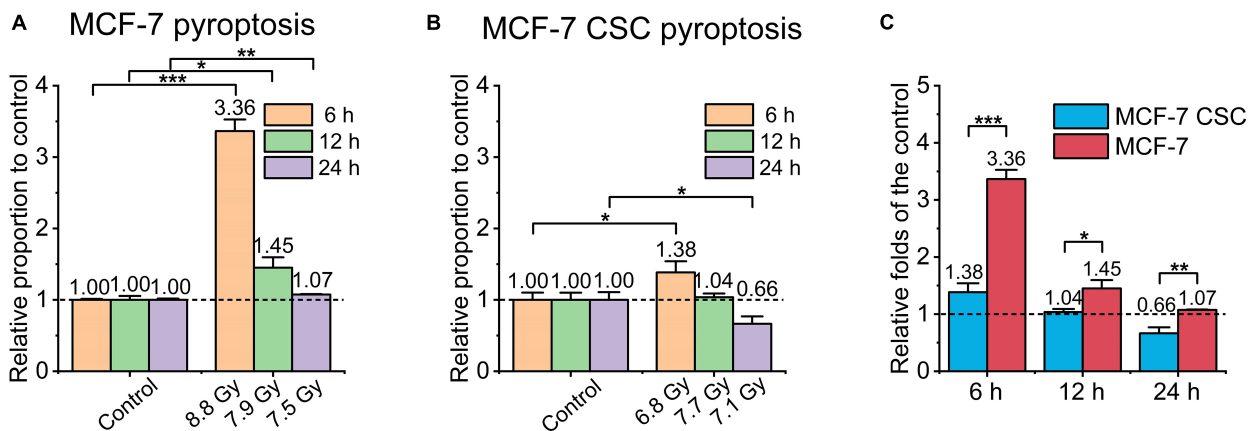 A
MCF-7 pyroptosis
Relative proportion to control
4
3
2
1
0
***
*
**
6 h
12 h
24 h
1.00
1.00
1.00
3.36
1.45
1.07
Control
8.8 Gy
7.9 Gy
7.5 Gy
B
MCF-7 CSC pyroptosis
Relative proportion to control
4
3
2
1
0
*
*
6 h
12 h
24 h
1.00
1.00
1.00
1.38
1.04
0.66
Control
6.8 Gy
7.7 Gy
7.1 Gy
C
Relative folds of the control
5
4
3
2
1
0
MCF-7 CSC
MCF-7
***
*
**
1.38
3.36
1.04
1.45
0.66
1.07
6 h
12 h
24 h